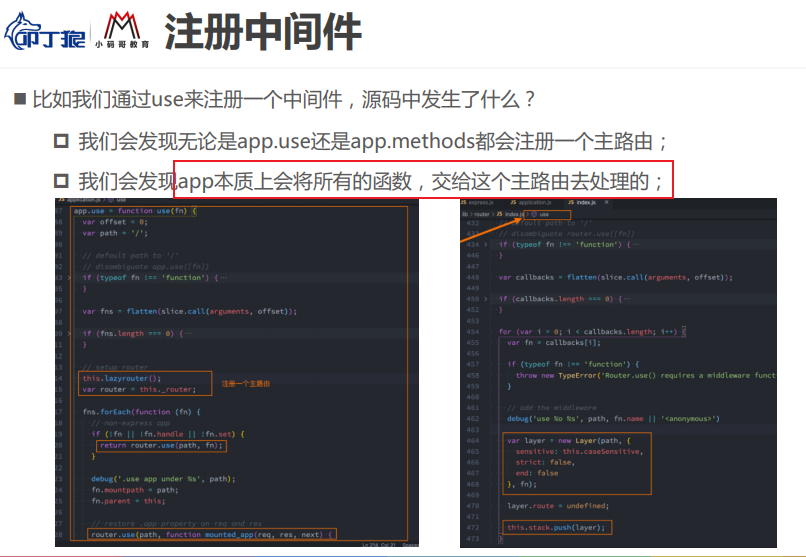 叩丁狼 小码哥教育 注册中间件
■ 比如我们通过use来注册一个中间件，源码中发生了什么？
我们会发现无论是app.use还是app.methods都会注册一个主路由；
我们会发现app本质上会将所有的函数，交给这个主路由去处理的；
JS application.js use
app.use = function use(fn) {
var offset = 0;
var path = '/';
// default path to '/'
// disambiguate app.use([fn])
if (typeof fn !== 'function') {…
}
var fns = flatten(slice.call(arguments, offset));
if (fns.length === 0) {…
}
// setup router
this.lazyrouter();
var router = this._router;
注册一个主路由
fns.forEach(function (fn) {
// non-express app
if (!fn || !fn.handle || !fn.set) {
return router.use(path, fn);
}
debug('.use app under %s', path);
fn.mountpath = path;
fn.parent = this;
// restore .app property on req and res
router.use(path, function mounted_app(req, res, next) {
JS express.js JS application.js JS index.js ×
lib › router › JS index.js › use
// default path to '/'
433 // disambiguate router.use([fn])
434 if (typeof fn !== 'function') {…
446 }
447
448 var callbacks = flatten(slice.call(arguments, offset));
449
450 if (callbacks.length === 0) {…
452 }
453
454 for (var i = 0; i < callbacks.length; i++) {
455 var fn = callbacks[i];
456
457 if (typeof fn !== 'function') {
458 throw new TypeError('Router.use() requires a middleware funct
459 }
460
461 // add the middleware
462 debug('use %o %s', path, fn.name || '<anonymous>')
463
464 var layer = new Layer(path, {
465 sensitive: this.caseSensitive,
466 strict: false,
467 end: false
468 }, fn);
469
470 layer.route = undefined;
471
472 this.stack.push(layer);
473 }